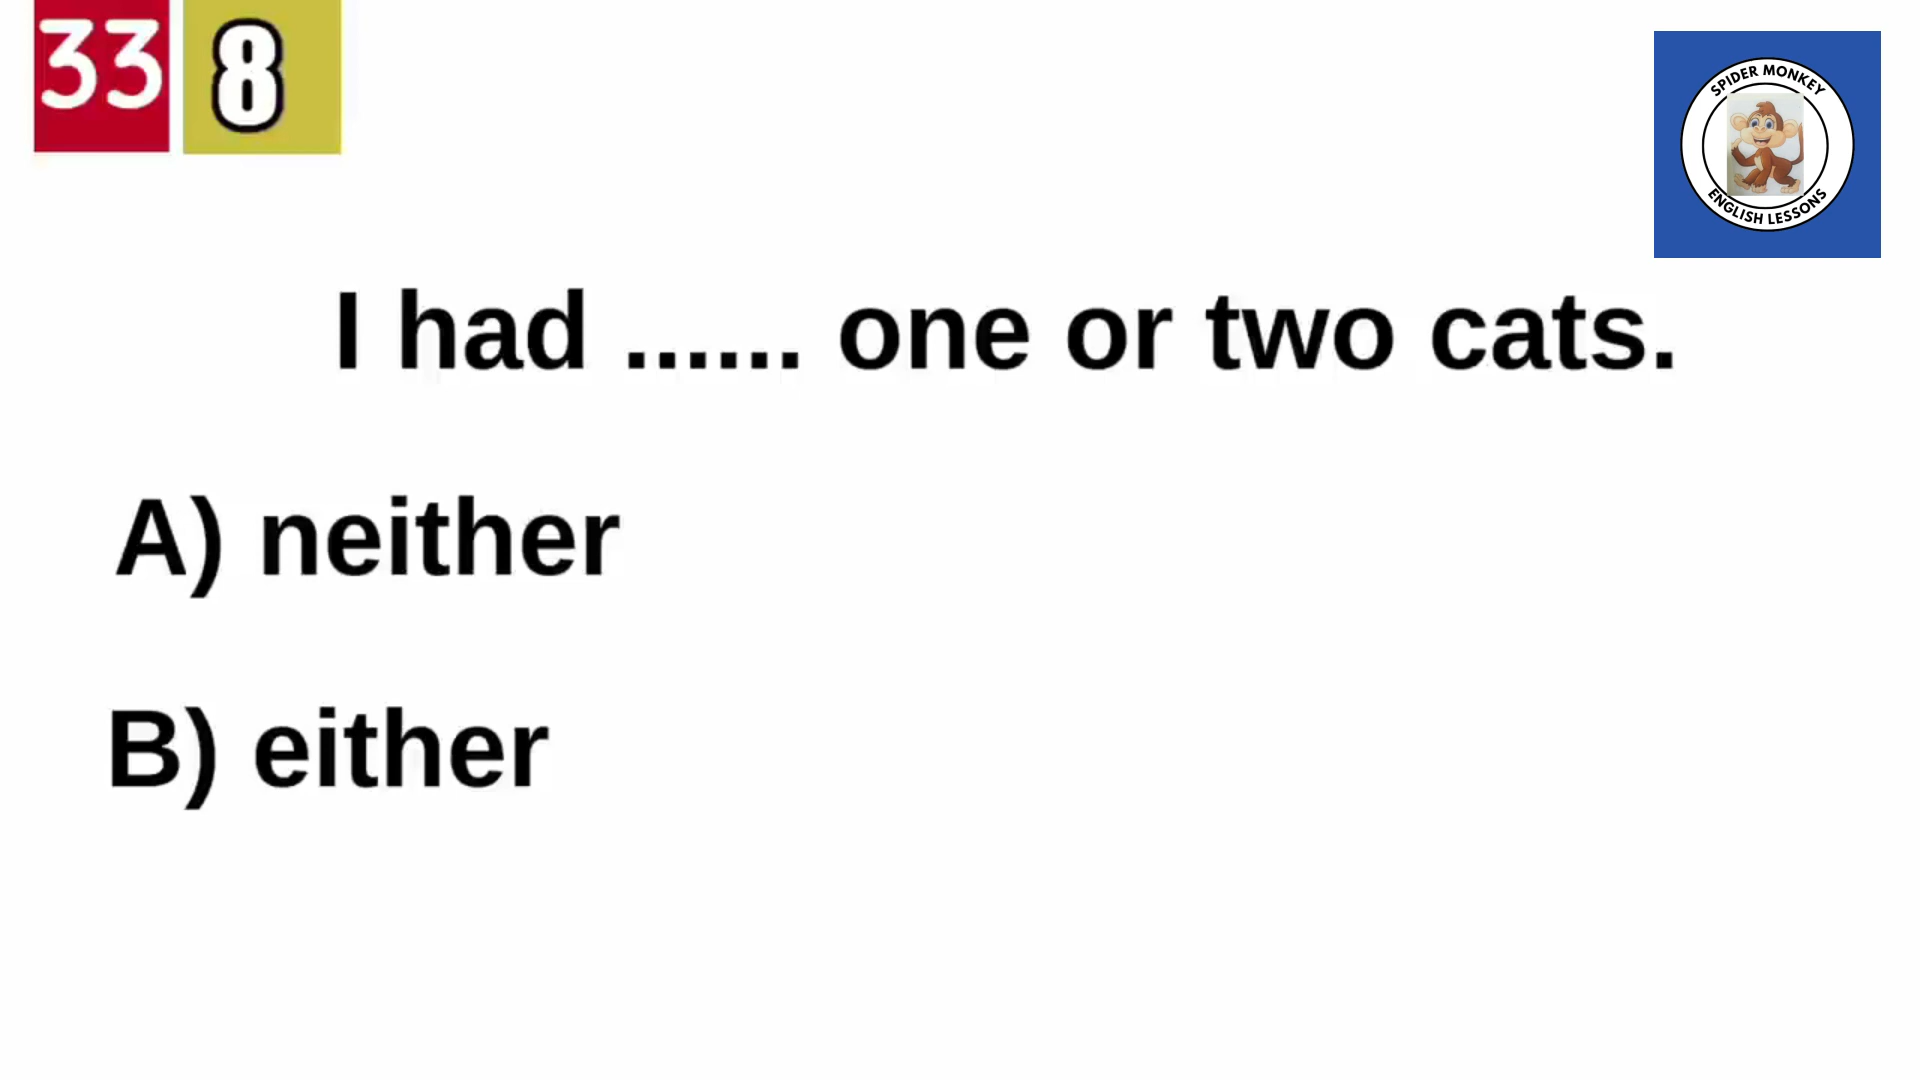 33 8
SPIDER MONKEY
ENGLISH LESSONS
I had ...... one or two cats.
A) neither
B) either